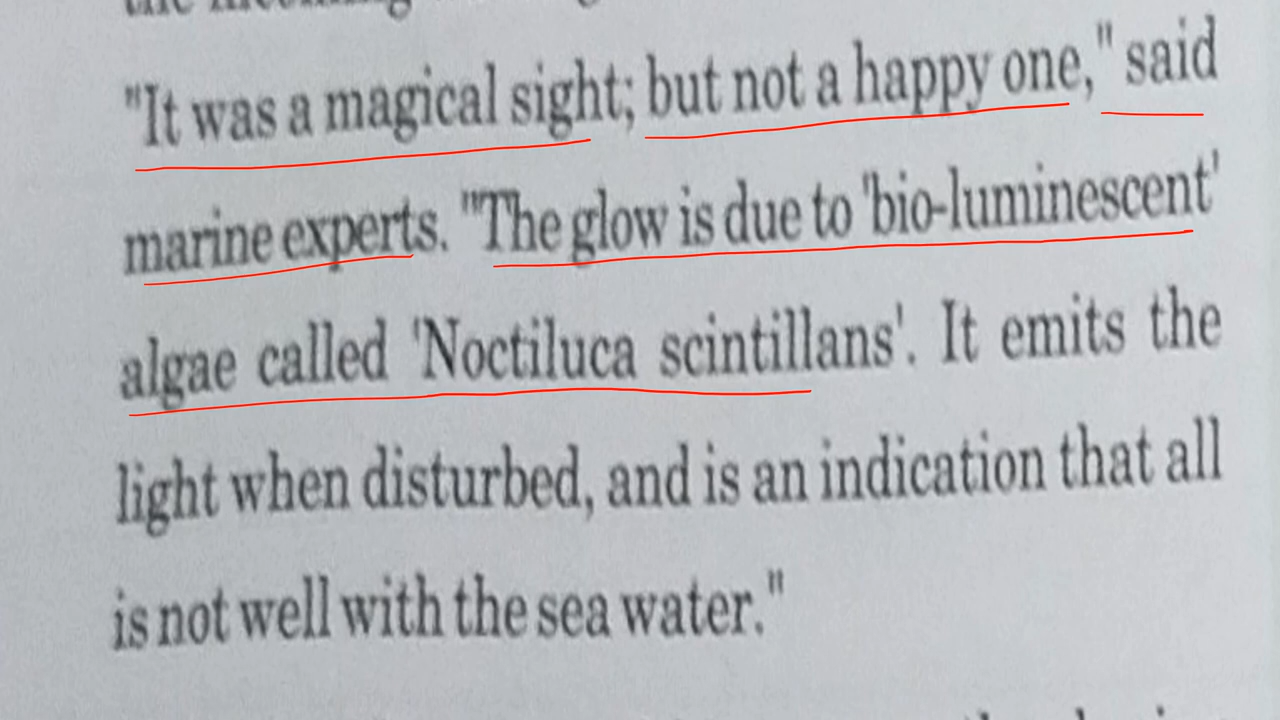 "It was a magical sight; but not a happy one," said
marine experts. "The glow is due to 'bio-luminescent'
algae called 'Noctiluca scintillans'. It emits the
light when disturbed, and is an indication that all
is not well with the sea water."